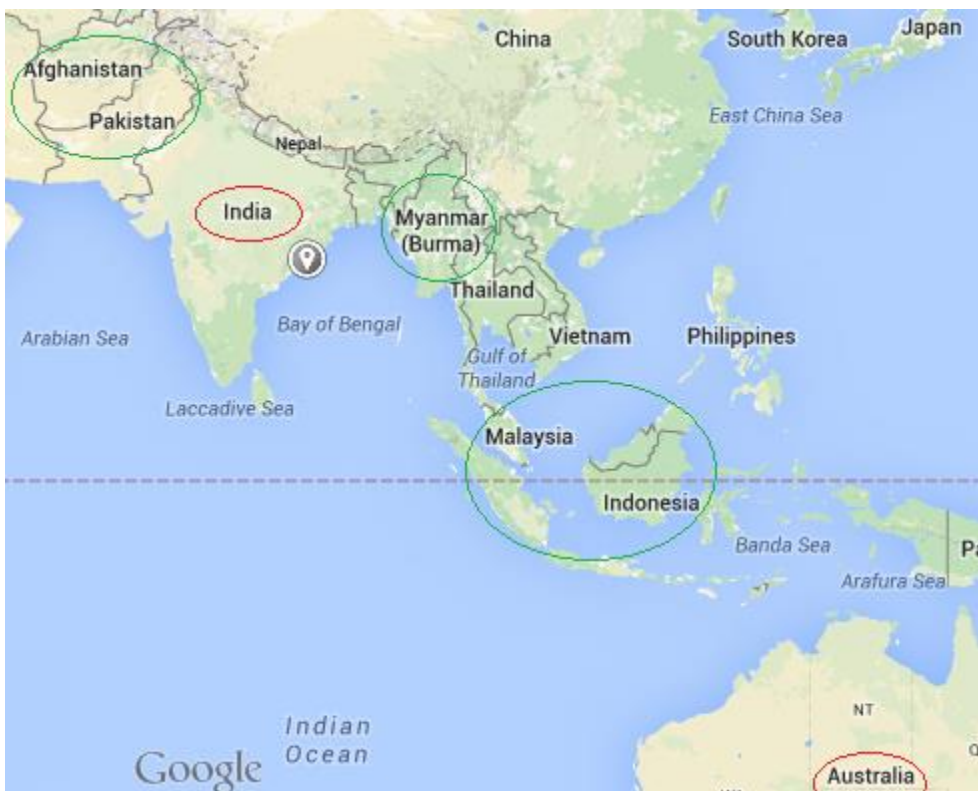 China
South Korea
Japan
Afghanistan
Pakistan
East China Sea
Nepal
India
Myanmar
(Burma)
Thailand
Bay of Bengal
Arabian Sea
Vietnam
Philippines
Gulf of
Thailand
Laccadive Sea
Malaysia
Indonesia
Banda Sea
Pa
Arafura Sea
NT
Indian
Ocean
Google
Australia